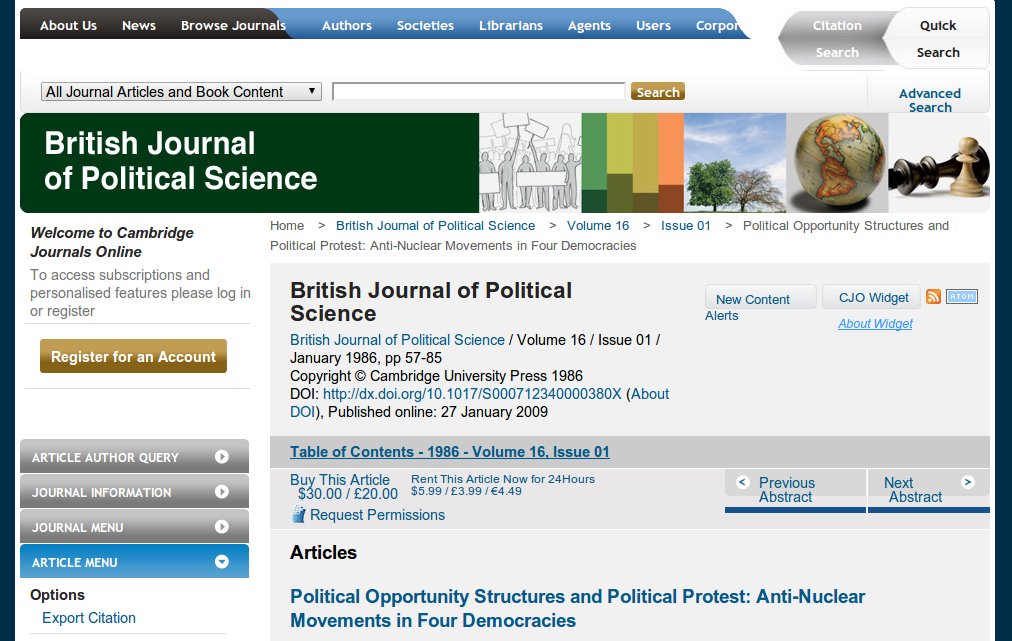 About Us News Browse Journals Authors Societies Librarians Agents Users Corpor
Citation Search
Quick Search
All Journal Articles and Book Content
Search
Advanced Search
British Journal
of Political Science
Welcome to Cambridge
Journals Online
To access subscriptions and
personalised features please log in
or register
Register for an Account
ARTICLE AUTHOR QUERY
JOURNAL INFORMATION
JOURNAL MENU
ARTICLE MENU
Options
Export Citation
Home > British Journal of Political Science > Volume 16 > Issue 01 > Political Opportunity Structures and
Political Protest: Anti-Nuclear Movements in Four Democracies
British Journal of Political
Science
British Journal of Political Science / Volume 16 / Issue 01 /
January 1986, pp 57-85
Copyright © Cambridge University Press 1986
DOI: http://dx.doi.org/10.1017/S000712340000380X (About
DOI), Published online: 27 January 2009
New Content
Alerts
CJO Widget
ATOM
About Widget
Table of Contents - 1986 - Volume 16, Issue 01
Buy This Article
$30.00 / £20.00
Rent This Article Now for 24Hours
$5.99 / £3.99 / €4.49
Request Permissions
Previous
Abstract
Next
Abstract
Articles
Political Opportunity Structures and Political Protest: Anti-Nuclear
Movements in Four Democracies